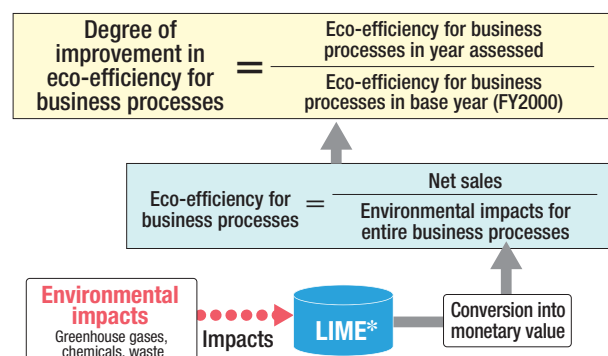 Degree of
improvement in
eco-efficiency for
business processes
=
Eco-efficiency for business
processes in year assessed
Eco-efficiency for business
processes in base year (FY2000)
Eco-efficiency for
business processes
=
Net sales
Environmental impacts for
entire business processes
Environmental
impacts
Greenhouse gases,
chemicals, waste
Impacts
LIME*
Conversion into
monetary value